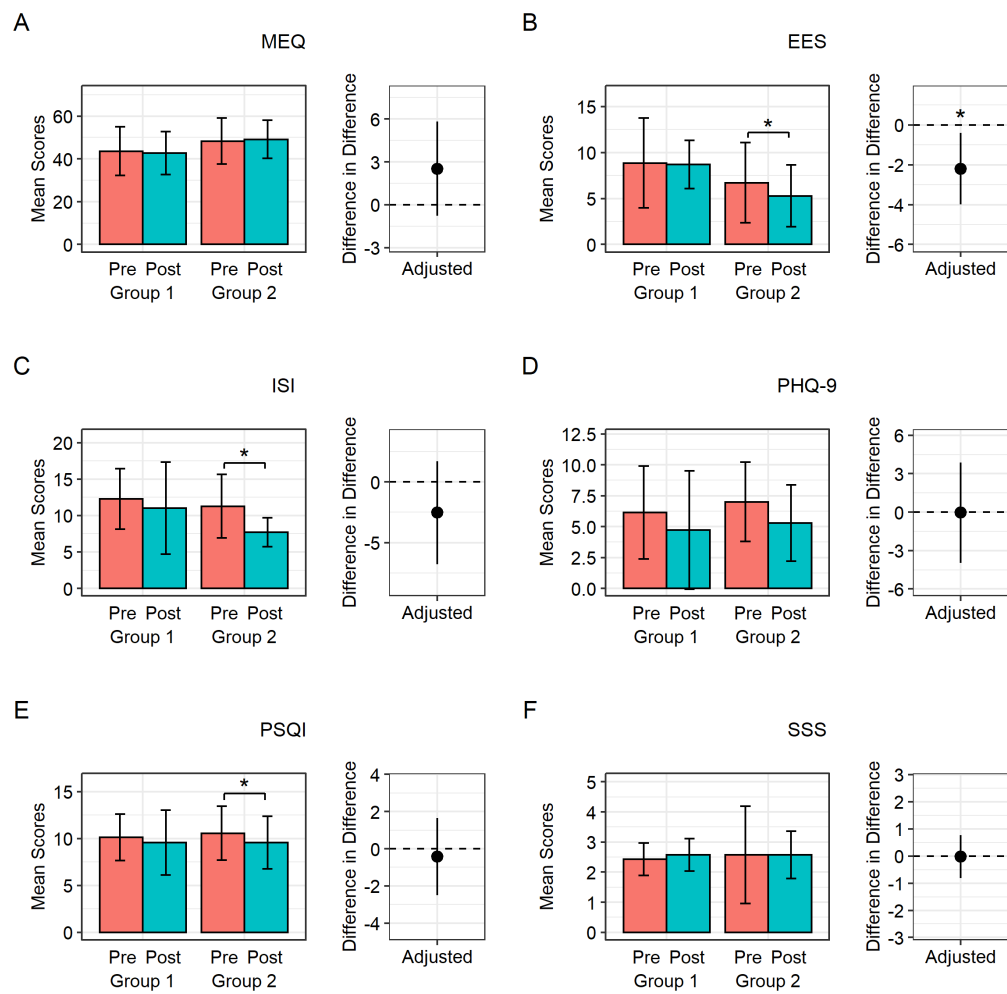 A
MEQ
Mean Scores
60
40
20
0
Pre Post Pre Post
Group 1 Group 2
Difference in Difference
6
3
0
-3
Adjusted
B
EES
Mean Scores
15
10
5
0
*
Pre Post Pre Post
Group 1 Group 2
Difference in Difference
0
-2
-4
-6
*
Adjusted
C
ISI
Mean Scores
20
15
10
5
0
*
Pre Post Pre Post
Group 1 Group 2
Difference in Difference
0
-5
Adjusted
D
PHQ-9
Mean Scores
12.5
10.0
7.5
5.0
2.5
0.0
Pre Post Pre Post
Group 1 Group 2
Difference in Difference
6
3
0
-3
-6
Adjusted
E
PSQI
Mean Scores
15
10
5
0
*
Pre Post Pre Post
Group 1 Group 2
Difference in Difference
4
2
0
-2
-4
Adjusted
F
SSS
Mean Scores
5
4
3
2
1
0
Pre Post Pre Post
Group 1 Group 2
Difference in Difference
3
2
1
0
-1
-2
-3
Adjusted